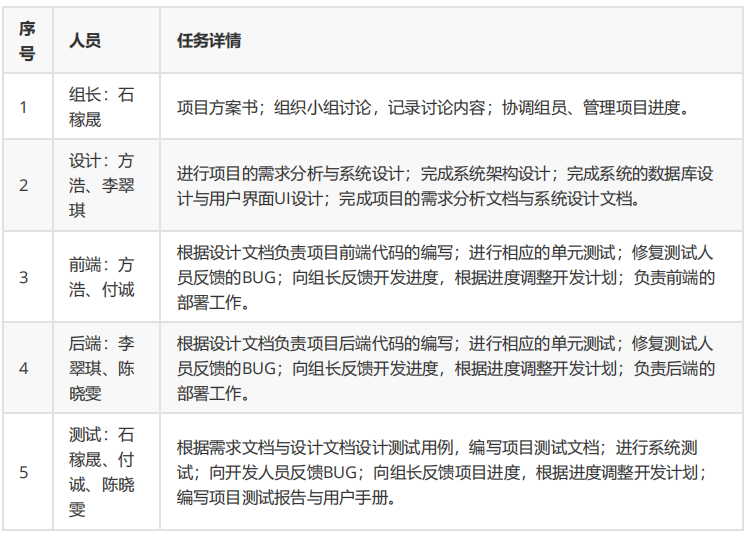 序
号
人员
任务详情
1
组长：石
稼晟
项目方案书；组织小组讨论，记录讨论内容；协调组员、管理项目进度。
2
设计：方
浩、李翠
琪
进行项目的需求分析与系统设计；完成系统架构设计；完成系统的数据库设
计与用户界面UI设计；完成项目的需求分析文档与系统设计文档。
3
前端：方
浩、付诚
根据设计文档负责项目前端代码的编写；进行相应的单元测试；修复测试人
员反馈的BUG；向组长反馈开发进度，根据进度调整开发计划；负责前端的
部署工作。
4
后端：李
翠琪、陈
晓雯
根据设计文档负责项目后端代码的编写；进行相应的单元测试；修复测试人
员反馈的BUG；向组长反馈开发进度，根据进度调整开发计划；负责后端的
部署工作。
5
测试：石
稼晟、付
诚、陈晓
雯
根据需求文档与设计文档设计测试用例，编写项目测试文档；进行系统测
试；向开发人员反馈BUG；向组长反馈项目进度，根据进度调整开发计划；
编写项目测试报告与用户手册。